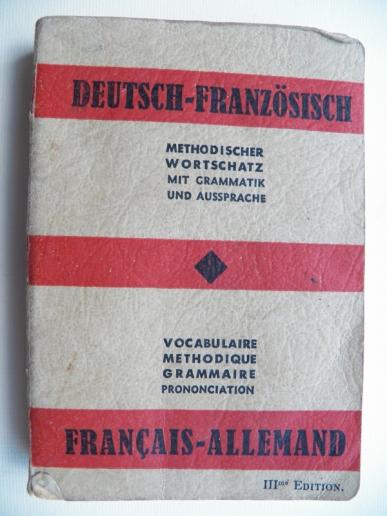 DEUTSCH-FRANZÖSISCH
METHODISCHER
WORTSCHATZ
MIT GRAMMATIK
UND AUSSPRACHE
VOCABULAIRE
METHODIQUE
GRAMMAIRE
PRONONCIATION
FRANÇAIS-ALLEMAND
IIIme EDITION.